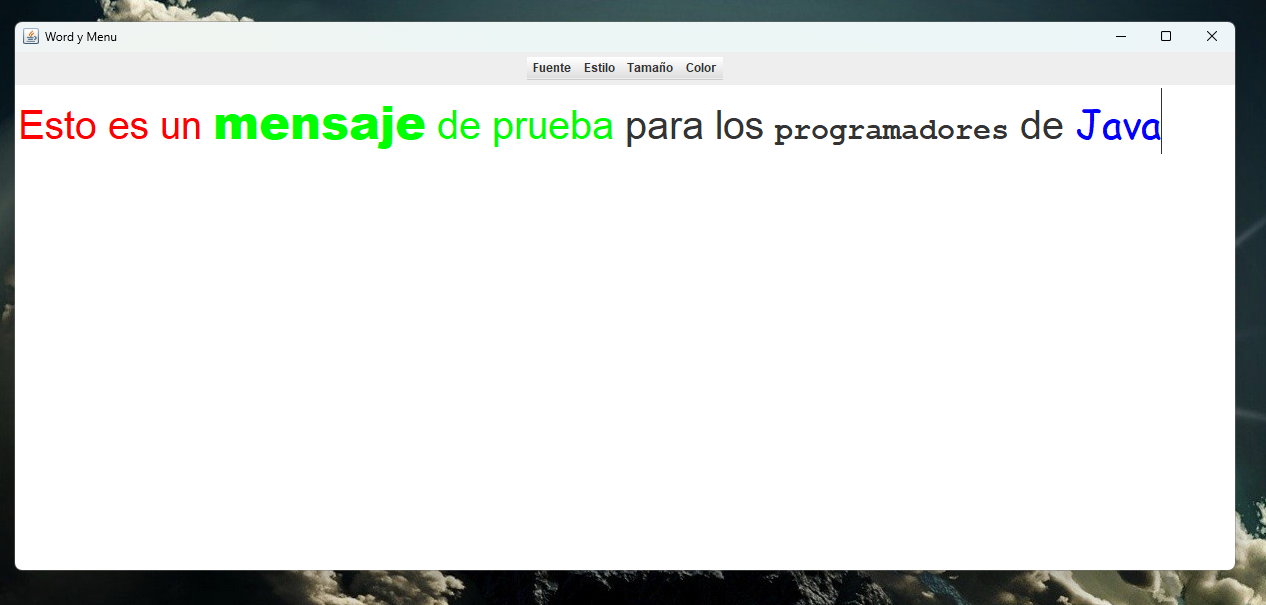 Word y Menu
Fuente Estilo Tamaño Color
Esto es un mensaje de prueba para los programadores de Java